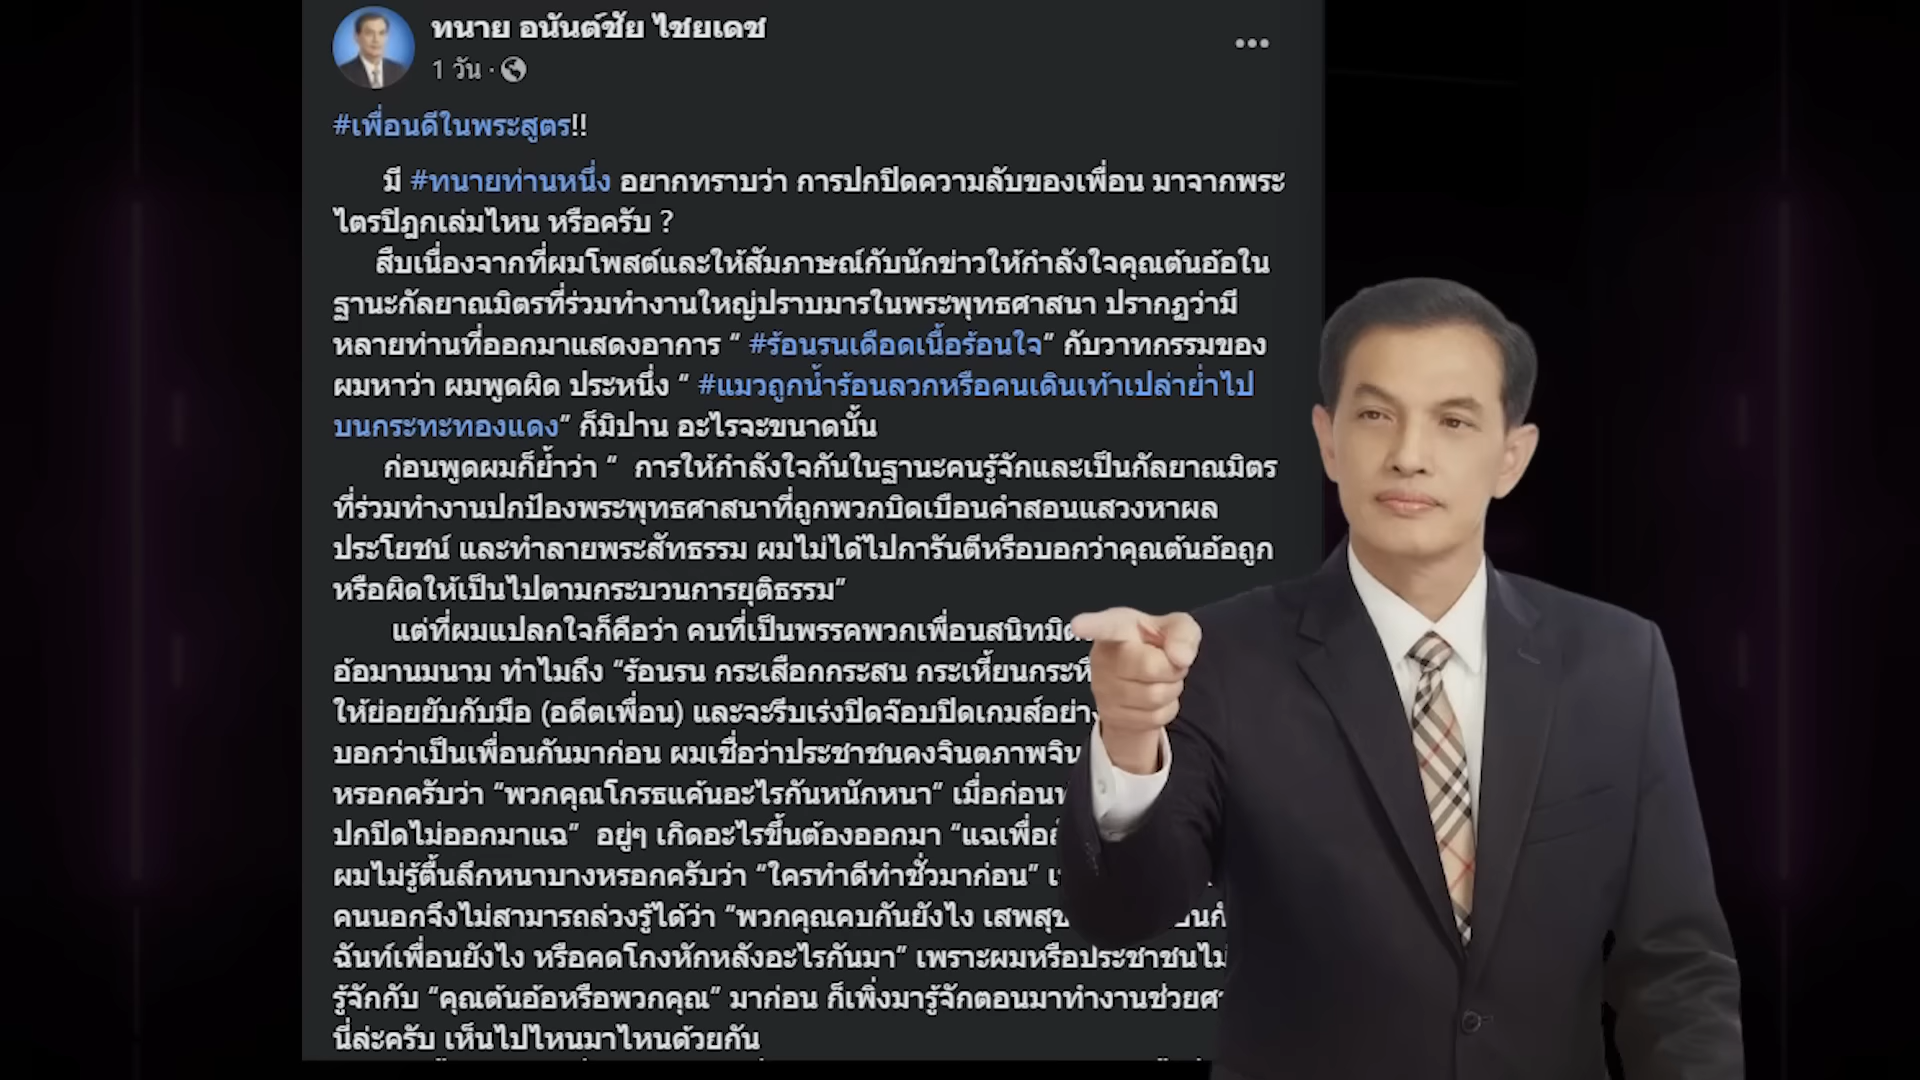 ทนาย อนันต์ชัย ไชยเดช
1 วัน ·
#เพื่อนดีในพระสูตร!!
มี #ทนายท่านหนึ่ง อยากทราบว่า การปกปิดความลับของเพื่อน มาจากพระ
ไตรปิฎกเล่มไหน หรือครับ ?
สืบเนื่องจากที่ผมโพสต์และให้สัมภาษณ์กับนักข่าวให้กำลังใจคุณต้นอ้อใน
ฐานะกัลยาณมิตรที่ร่วมทำงานใหญ่ปราบมารในพระพุทธศาสนา ปรากฏว่ามี
หลายท่านที่ออกมาแสดงอาการ “ #ร้อนรนเดือดเนื้อร้อนใจ” กับวาทกรรมของ
ผมหาว่า ผมพูดผิด ประหนึ่ง “ #แมวถูกน้ำร้อนลวกหรือคนเดินเท้าเปล่าย่ำไป
บนกระทะทองแดง” ก็มิปาน อะไรจะขนาดนั้น
ก่อนพูดผมก็ย้ำว่า “ การให้กำลังใจกันในฐานะคนรู้จักและเป็นกัลยาณมิตร
ที่ร่วมทำงานปกป้องพระพุทธศาสนาที่ถูกพวกบิดเบือนคำสอนแสวงหาผล
ประโยชน์ และทำลายพระสัทธรรม ผมไม่ได้ไปการันตีหรือบอกว่าคุณต้นอ้อถูก
หรือผิดให้เป็นไปตามกระบวนการยุติธรรม”
แต่ที่ผมแปลกใจก็คือว่า คนที่เป็นพรรคพวกเพื่อนสนิท
อ้อมานมนาม ทำไมถึง “ร้อนรน กระเสือกกระสน
ให้ย่อยยับกับมือ (อดีตเพื่อน) และจะรีบเร่งปิดจ๊อบปิดเกมส์
บอกว่าเป็นเพื่อนกันมาก่อน ผมเชื่อว่าประชาชนคงจินตภาพ
หรอกครับว่า “พวกคุณโกรธแค้นอะไรกันหนักหนา” เมื่อก่อน
ปกปิดไม่ออกมาแฉ” อยู่ๆ เกิดอะไรขึ้นต้องออกมา
ผมไม่รู้ตื้นลึกหนาบางหรอกครับว่า “ใครทำดีทำชั่วมาก่อน”
คนนอกจึงไม่สามารถล่วงรู้ได้ว่า “พวกคุณคบกันยังไง
ฉันท์เพื่อนยังไง หรือคดโกงหักหลังอะไรกันมา” เพราะผมหรือประชาชนไม่
รู้จักกับ “คุณต้นอ้อหรือพวกคุณ” มาก่อน ก็เพิ่งมารู้จักตอนมาทำงานช่วย
นี่ล่ะครับ เห็นไปไหนมาไหนด้วยกัน